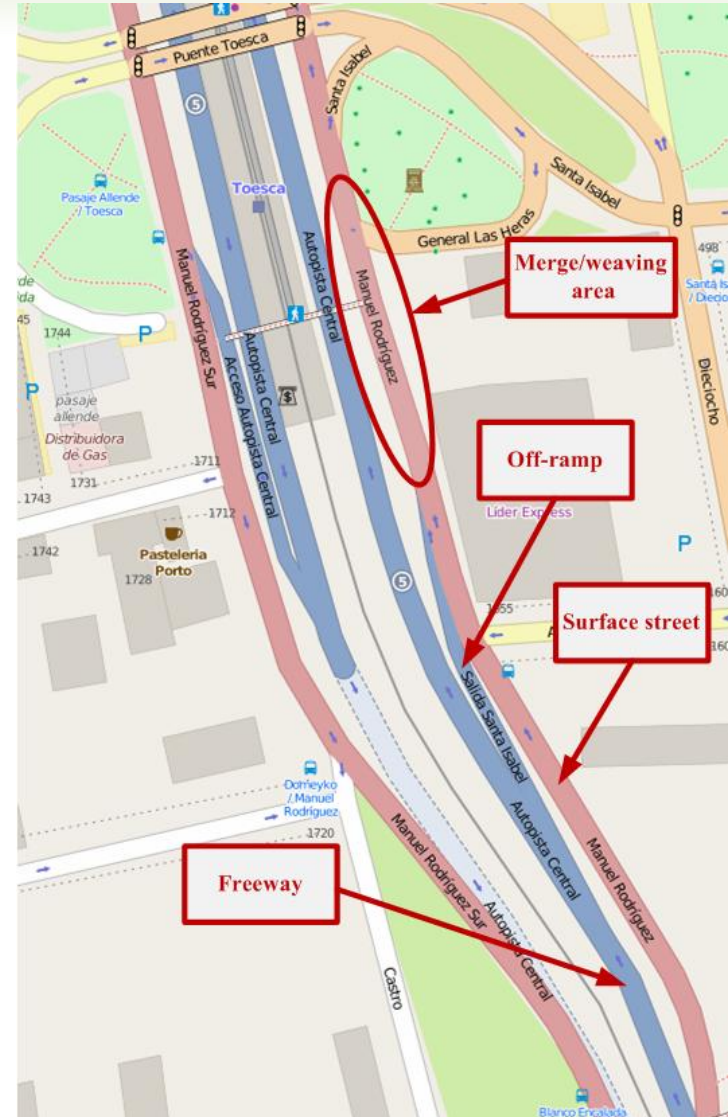 Puente Toesca
Santa Isabel
5
Pasaje Allende
/ Toesca
Toesca
Santa Isabel
General Las Heras
498
Merge/weaving
area
Manuel Rodríguez Sur
Autopista Central
Manuel Rodríguez
Dieciocho
P
1744
P
pasaje
allende
Distribuidora
de Gas
Autopista Central
Acceso Autopista Central
$
1731
1711
1743
1712
Off-ramp
Líder Express
P
1742
Pastelería
Porto
1728
5
Surface street
Salida Santa Isabel
Domeyko
/ Manuel
Rodríguez
1720
Autopista Central
Manuel Rodríguez
Freeway
Manuel Rodríguez Sur
Autopista Central
Castro
Blanco Encalada